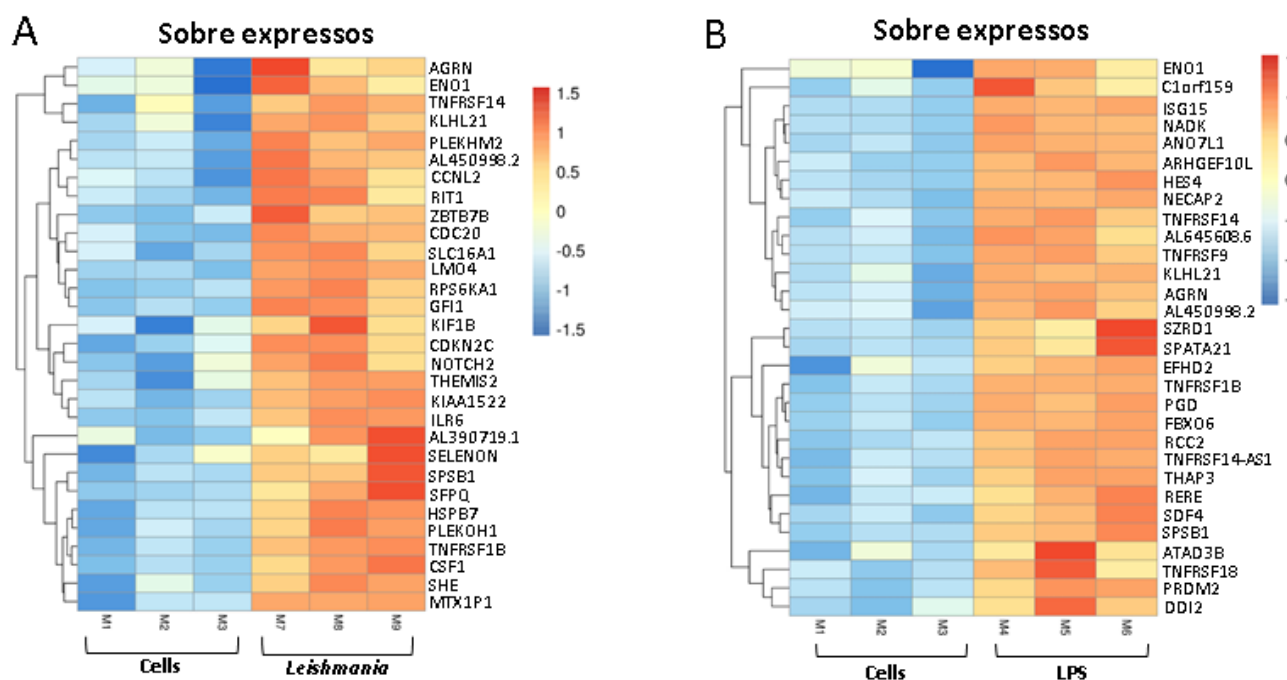 A
Sobre expressos
AGRN
ENO1
TNFRSF14
KLHL21
PLEKHM2
AL450998.2
CCNL2
RIT1
ZBTB7B
CDC20
SLC16A1
LMO4
RPS6KA1
GFI1
KIF1B
CDKN2C
NOTCH2
THEMIS2
KIAA1522
ILR6
AL390719.1
SELENON
SPSB1
SFPQ
HSPB7
PLEKOH1
TNFRSF1B
CSF1
SHE
MTX1P1
1.5
1
0.5
0
-0.5
-1
-1.5
M1 M2 M3 M7 M8 M9
Cells Leishmania
B
Sobre expressos
ENO1
C1orf159
ISG15
NADK
ANO7L1
ARHGEF10L
HES4
NECAP2
TNFRSF14
AL645608.6
TNFRSF9
KLHL21
AGRN
AL450998.2
SZRD1
SPATA21
EFHD2
TNFRSF1B
PGD
FBXO6
RCC2
TNFRSF14-AS1
THAP3
RERE
SDF4
SPSB1
ATAD3B
TNFRSF18
PRDM2
DDI2
M1 M2 M3 M4 M5 M6
Cells LPS